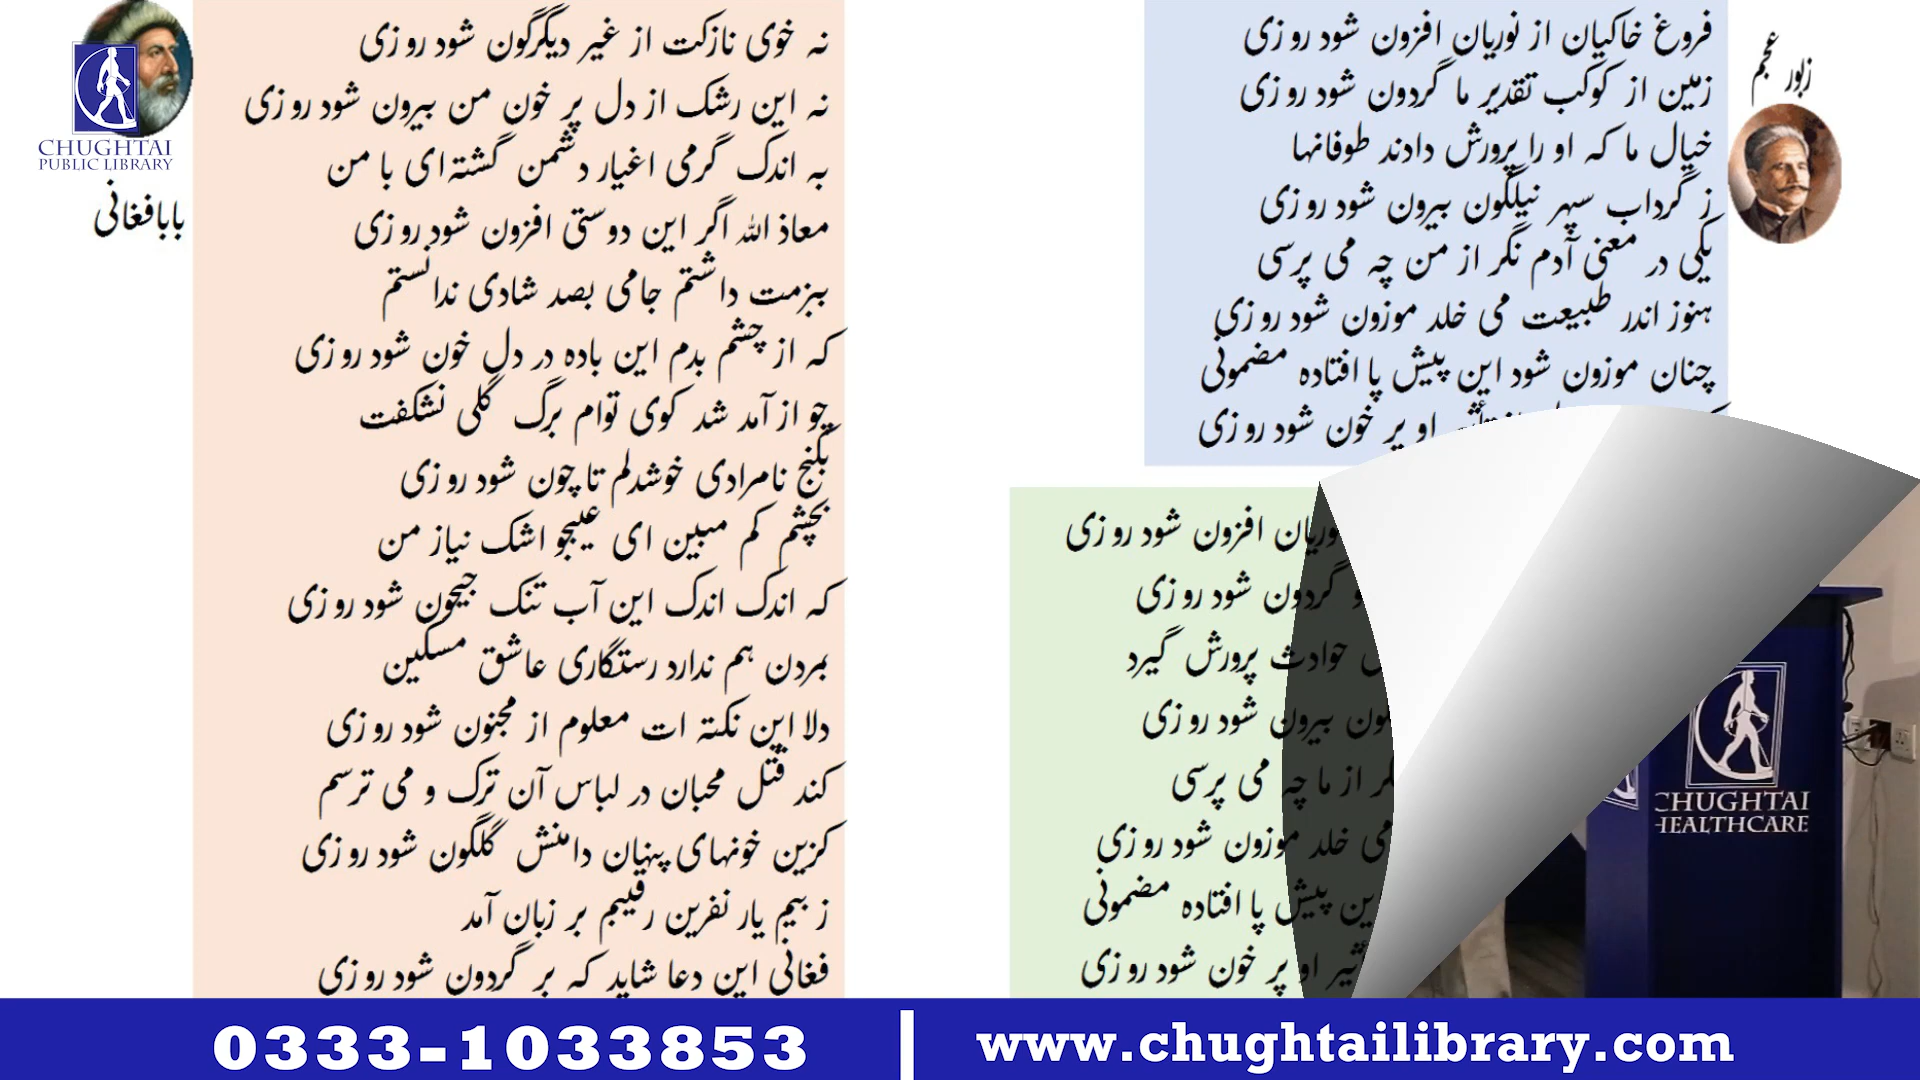 CHUGHTAI
PUBLIC LIBRARY
بابافغانی
نہ خوی نازکت از غیر دیگرگون شود روزی
نہ این رشک از دل پر خون من بیرون شود روزی
بہ اندک گرمی اغیار دشمن گشتہ ای با من
معاذ اللہ اگر این دوستی افزون شود روزی
ببزمت داشتم جامی بصد شادی ندانستم
کہ از چشم بدم این بادہ در دل خون شود روزی
چو از آمد شد کوی توام برگ گلی نشکفت
بکنج نامرادی خوشدلم تا چون شود روزی
بچشم کم مبین ای عیبجو اشک نیاز من
کہ اندک اندک این آب تنک جیحون شود روزی
بمردن ہم ندارد رستگاری عاشق مسکین
دلا این نکتہ ات معلوم از مجنون شود روزی
کند قتل محبان در لباس آن ترک و می ترسم
کزین خونہای پنہان دامنش گلگون شود روزی
ز بیم یار نفرین رقیبم بر زبان آمد
فغانی این دعا شاید کہ بر گردون شود روزی
زبور عجم
فروغ خاکیان از نوریان افزون شود روزی
زمین از کوکب تقدیر ما گردون شود روزی
خیال ما کہ او را پرورش دادند طوفانہا
ز گرداب سپہر نیلگون بیرون شود روزی
یکی در معنی آدم نگر از من چہ می پرسی
ہنوز اندر طبیعت می خلد موزون شود روزی
چنان موزون شود این پیش پا افتادہ مضمونی
او پر خون شود روزی
افزون شود روزی
گردون شود روزی
حوادث پرورش گیرد
بیرون شود روزی
از ما چہ می پرسی
می خلد موزون شود روزی
پیش پا افتادہ مضمونی
او پر خون شود روزی
CHUGHTAI
HEALTHCARE
0333-1033853
www.chughtailibrary.com